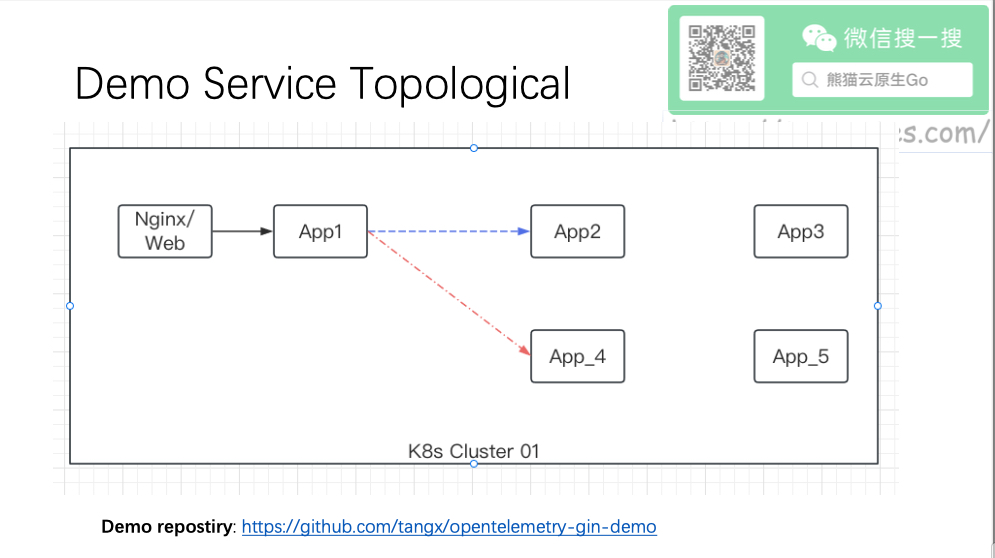 微信搜一搜
熊猫云原生Go
Demo Service Topological
s.com/
Nginx/
Web
App1
App2
App3
App_4
App_5
K8s Cluster 01
Demo repostiry: https://github.com/tangx/opentelemetry-gin-demo